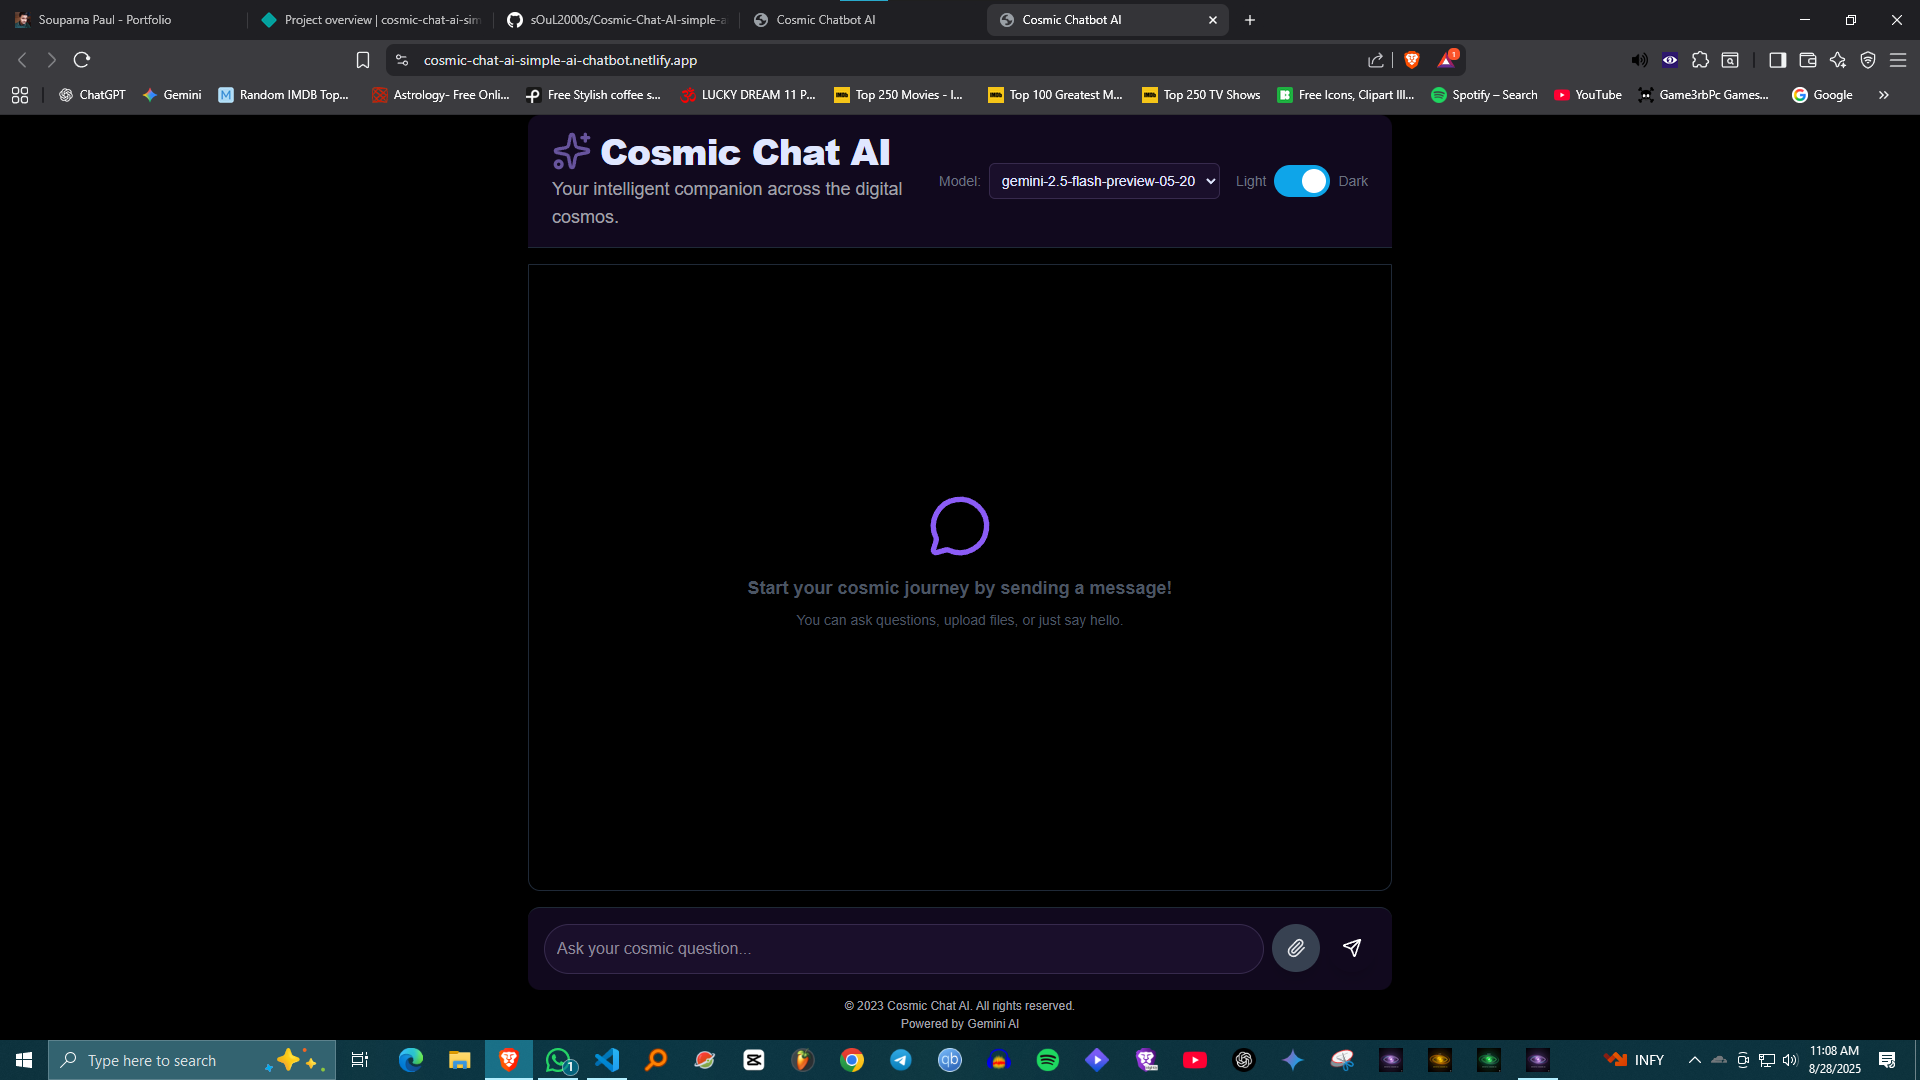 Souparna Paul - Portfolio
Project overview | cosmic-chat-ai-sim
sOuL2000s/Cosmic-Chat-AI-simple-a
Cosmic Chatbot AI
Cosmic Chatbot AI
cosmic-chat-ai-simple-ai-chatbot.netlify.app
1
ChatGPT
Gemini
Random IMDB Top...
Astrology- Free Onli...
Free Stylish coffee s...
LUCKY DREAM 11 P...
Top 250 Movies - I...
Top 100 Greatest M...
Top 250 TV Shows
Free Icons, Clipart Ill...
Spotify – Search
YouTube
Game3rbPc Games...
Google
Cosmic Chat AI
Your intelligent companion across the digital
cosmos.
Model:
gemini-2.5-flash-preview-05-20
Light
Dark
Start your cosmic journey by sending a message!
You can ask questions, upload files, or just say hello.
Ask your cosmic question...
© 2023 Cosmic Chat AI. All rights reserved.
Powered by Gemini AI
Type here to search
1
qb
INFY
11:08 AM
8/28/2025